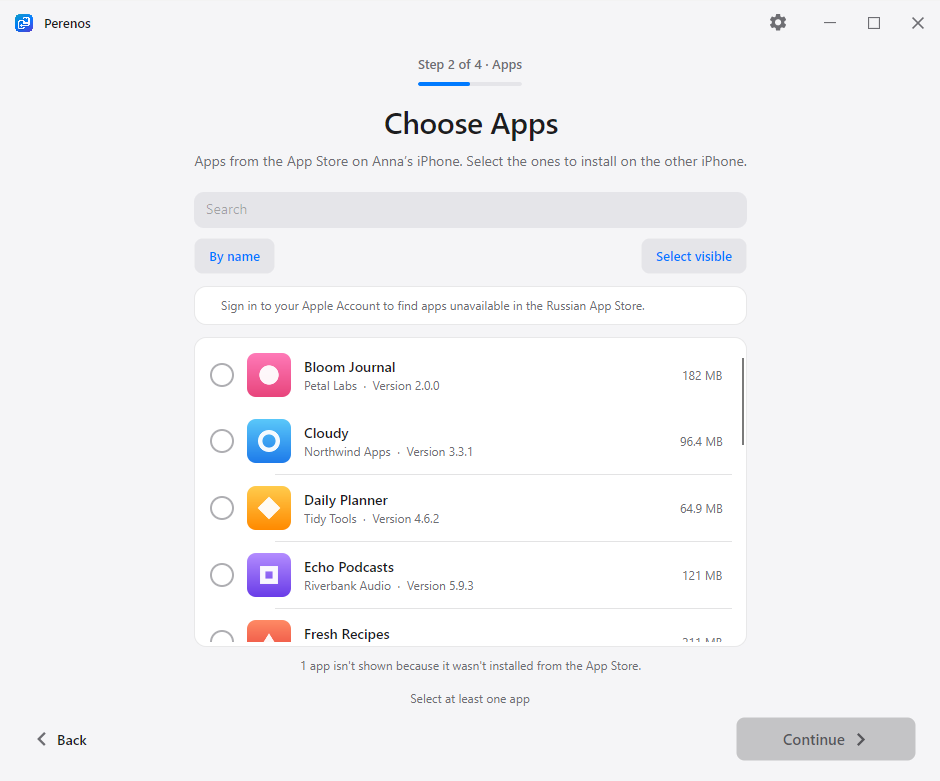 Perenos
Step 2 of 4 · Apps
Choose Apps
Apps from the App Store on Anna's iPhone. Select the ones to install on the other iPhone.
Search
By name
Select visible
Sign in to your Apple Account to find apps unavailable in the Russian App Store.
Bloom Journal
182 MB
Petal Labs · Version 2.0.0
Cloudy
96.4 MB
Northwind Apps · Version 3.3.1
Daily Planner
64.9 MB
Tidy Tools · Version 4.6.2
Echo Podcasts
121 MB
Riverbank Audio · Version 5.9.3
Fresh Recipes
MB
1 app isn't shown because it wasn't installed from the App Store.
Select at least one app
Back
Continue